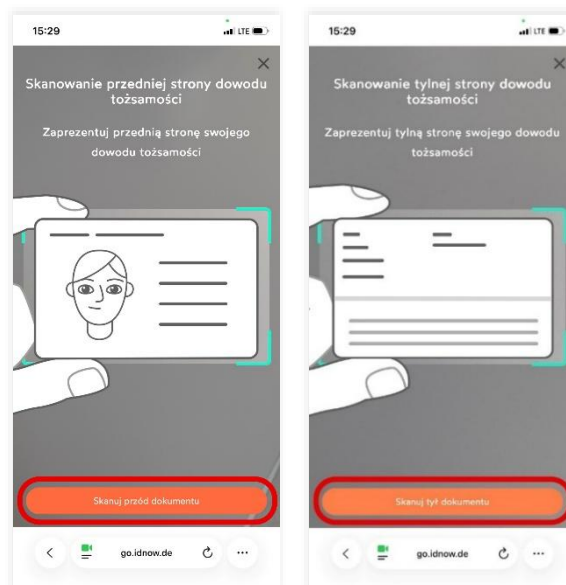 15:29
LTE
Skanowanie przedniej strony dowodu
tożsamości
Zaprezentuj przednią stronę swojego
dowodu tożsamości
Skanuj przód dokumentu
go.idnow.de
15:29
LTE
Skanowanie tylnej strony dowodu
tożsamości
Zaprezentuj tylną stronę swojego dowodu
tożsamości
Skanuj tył dokumentu
go.idnow.de